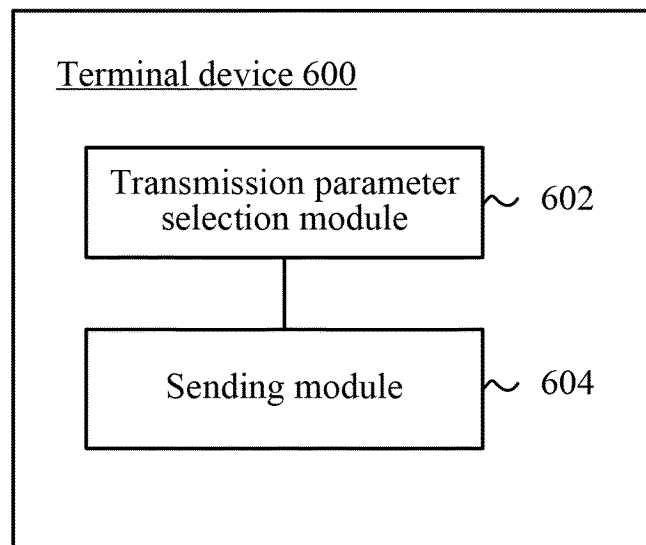 Terminal device 600
Transmission parameter
selection module
602
Sending module
604